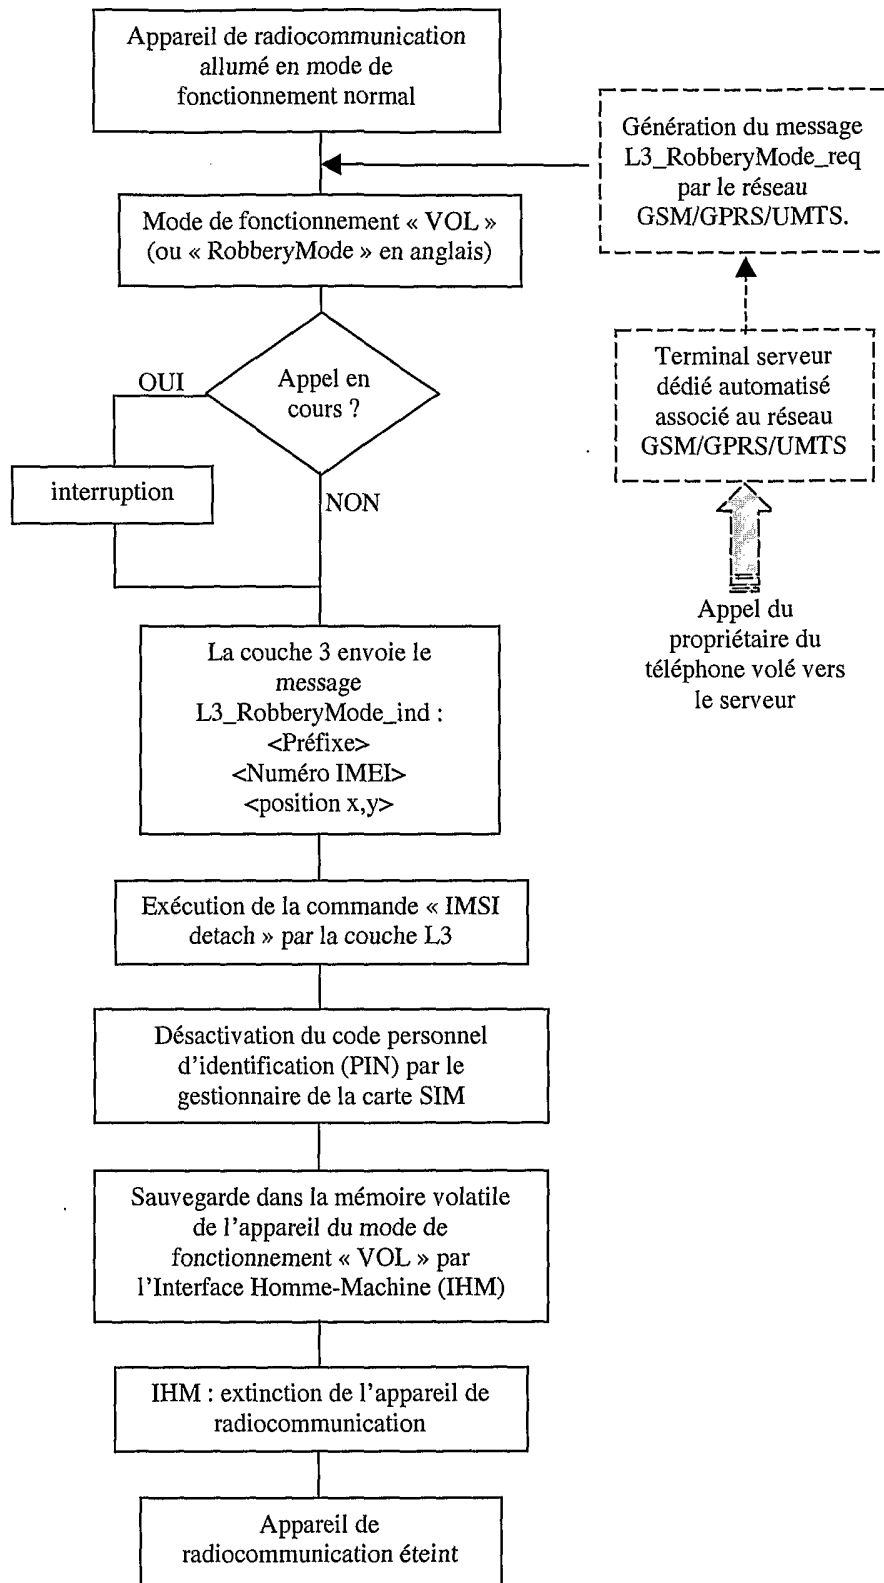 Appareil de radiocommunication
allumé en mode de
fonctionnement normal
Génération du message
L3_RobberyMode_req
par le réseau
GSM/GPRS/UMTS.
Mode de fonctionnement « VOL »
(ou « RobberyMode » en anglais)
Terminal serveur
dédié automatisé
associé au réseau
GSM/GPRS/UMTS
OUI
Appel en
cours ?
interruption
NON
Appel du
propriétaire du
téléphone volé vers
le serveur
La couche 3 envoie le
message
L3_RobberyMode_ind :
<Préfixe>
<Numéro IMEI>
<position x,y>
Exécution de la commande « IMSI
detach » par la couche L3
Désactivation du code personnel
d'identification (PIN) par le
gestionnaire de la carte SIM
Sauvegarde dans la mémoire volatile
de l'appareil du mode de
fonctionnement « VOL » par
l'Interface Homme-Machine (IHM)
IHM : extinction de l'appareil de
radiocommunication
Appareil de
radiocommunication éteint